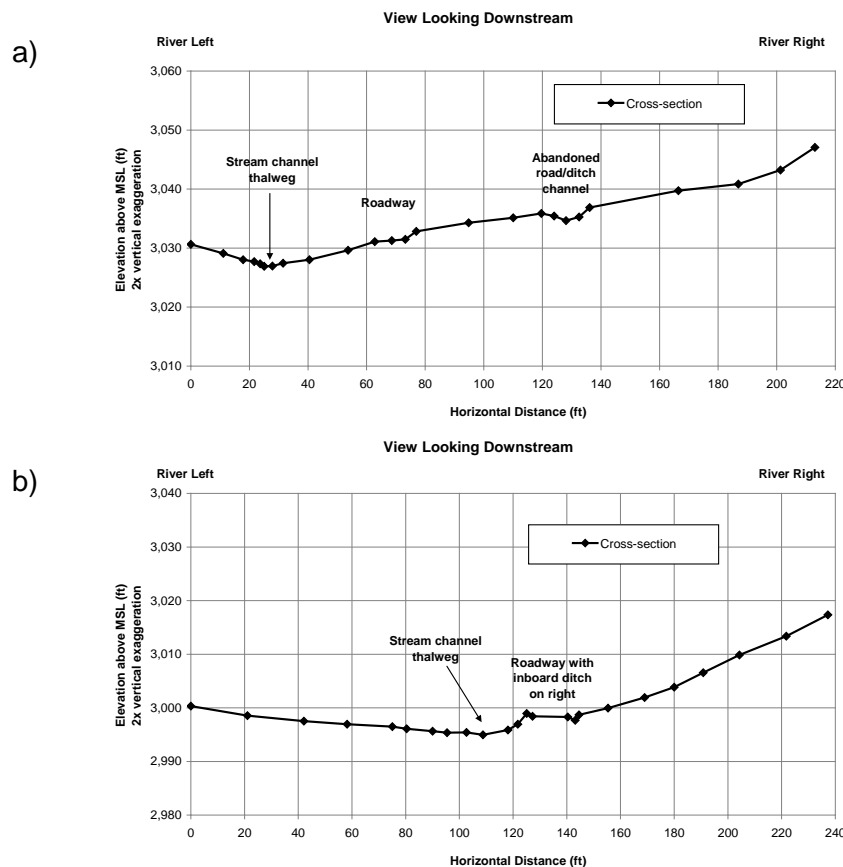 a)
View Looking Downstream
River Left
River Right
3,060
3,050
3,040
3,030
3,020
3,010
Elevation above MSL (ft)
2x vertical exaggeration
Cross-section
Stream channel
thalweg
Roadway
Abandoned
road/ditch
channel
0 20 40 60 80 100 120 140 160 180 200 220
Horizontal Distance (ft)
b)
View Looking Downstream
River Left
River Right
3,040
3,030
3,020
3,010
3,000
2,990
2,980
Elevation above MSL (ft)
2x vertical exaggeration
Cross-section
Stream channel
thalweg
Roadway with
inboard ditch
on right
0 20 40 60 80 100 120 140 160 180 200 220 240
Horizontal Distance (ft)